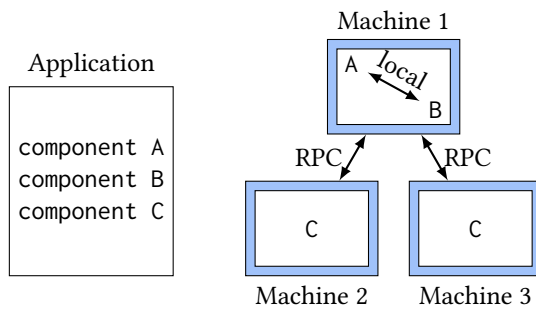 Application
component A
component B
component C
Machine 1
A
local
B
RPC
RPC
C
C
Machine 2
Machine 3